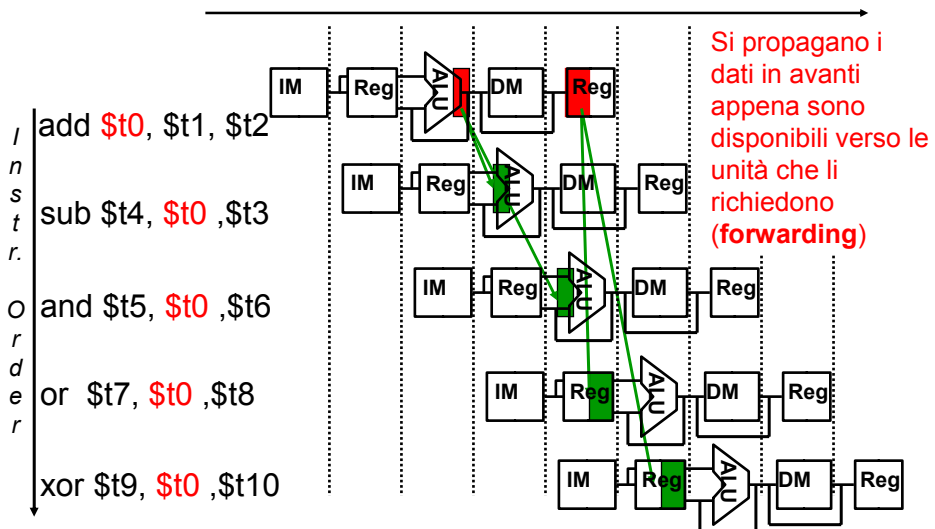 Si propagano i
dati in avanti
appena sono
disponibili verso le
unità che li
richiedono
(forwarding)
Instr. Order
IM Reg ALU DM Reg
add $t0, $t1, $t2
IM Reg ALU DM Reg
sub $t4, $t0 ,$t3
IM Reg ALU DM Reg
and $t5, $t0 ,$t6
IM Reg ALU DM Reg
or $t7, $t0 ,$t8
IM Reg ALU DM Reg
xor $t9, $t0 ,$t10